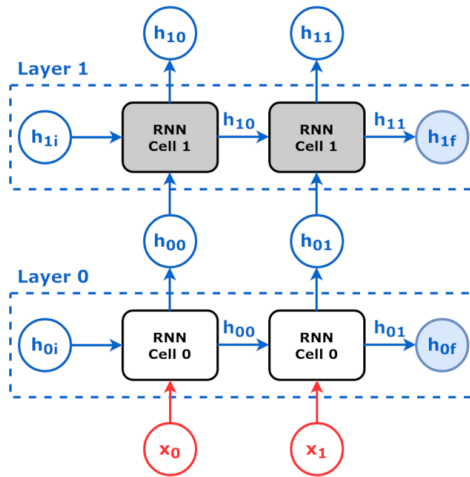 h10 h11
Layer 1
h1i RNN Cell 1 h10 RNN Cell 1 h11 h1f
h00 h01
Layer 0
h0i RNN Cell 0 h00 RNN Cell 0 h01 h0f
x0 x1